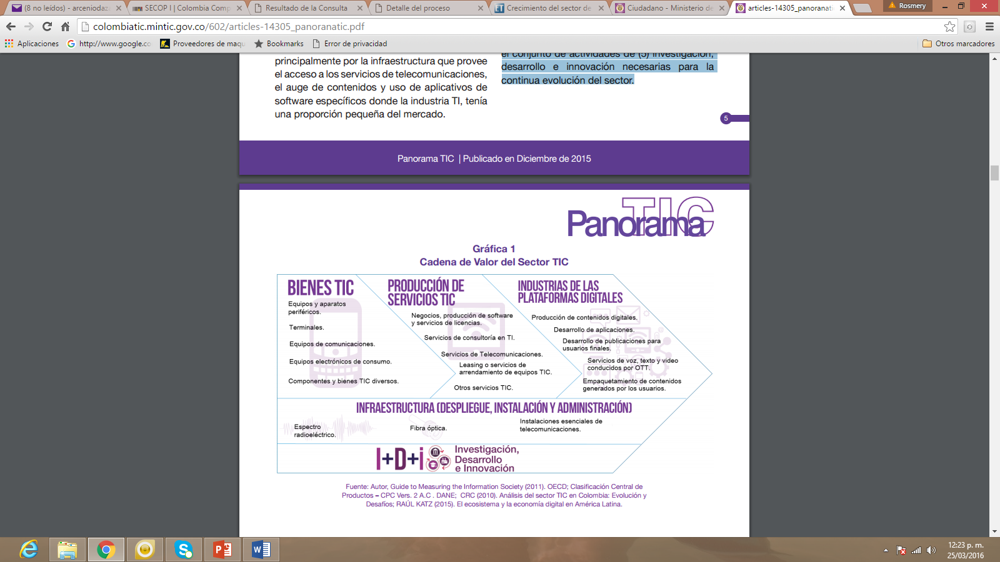 (8 no leídos) - arceniodaz
SECOP I | Colombia Comp
Resultado de la Consulta
Detalle del proceso
Crecimiento del sector de
Ciudadano - Ministerio de
articles-14305_panoranatic
Rosmery
colombiatic.mintic.gov.co/602/articles-14305_panoranatic.pdf
Aplicaciones
http://www.google.co
Proveedores de maqu
Bookmarks
Error de privacidad
Otros marcadores
principalmente por la infraestructura que provee
el acceso a los servicios de telecomunicaciones,
el auge de contenidos y uso de aplicativos de
software específicos donde la industria TI, tenía
una proporción pequeña del mercado.
el conjunto de actividades de (5) investigación,
desarrollo e innovación necesarias para la
continua evolución del sector.
5
Panorama TIC | Publicado en Diciembre de 2015
TIC
Panorama
Gráfica 1
Cadena de Valor del Sector TIC
BIENES TIC
Equipos y aparatos
periféricos.
Terminales.
Equipos de comunicaciones.
Equipos electrónicos de consumo.
Componentes y bienes TIC diversos.
PRODUCCIÓN DE
SERVICIOS TIC
Negocios, producción de software
y servicios de licencias.
Servicios de consultoría en TI.
Servicios de Telecomunicaciones.
Leasing o servicios de
arrendamiento de equipos TIC.
Otros servicios TIC.
INDUSTRIAS DE LAS
PLATAFORMAS DIGITALES
Producción de contenidos digitales.
Desarrollo de aplicaciones.
Desarrollo de publicaciones para
usuarios finales.
Servicios de voz, texto y video
conducidos por OTT.
Empaquetamiento de contenidos
generados por los usuarios.
INFRAESTRUCTURA (DESPLIEGUE, INSTALACIÓN Y ADMINISTRACIÓN)
Espectro
radioeléctrico.
Fibra óptica.
Instalaciones esenciales de
telecomunicaciones.
I+D+i
Investigación,
Desarrollo
e Innovación
Fuente: Autor, Guide to Measuring the Information Society (2011). OECD; Clasificación Central de
Productos – CPC Vers. 2 A.C . DANE; CRC (2010). Análisis del sector TIC en Colombia: Evolución y
Desafíos; RAÚL KATZ (2015). El ecosistema y la economía digital en América Latina.
12:23 p. m.
25/03/2016